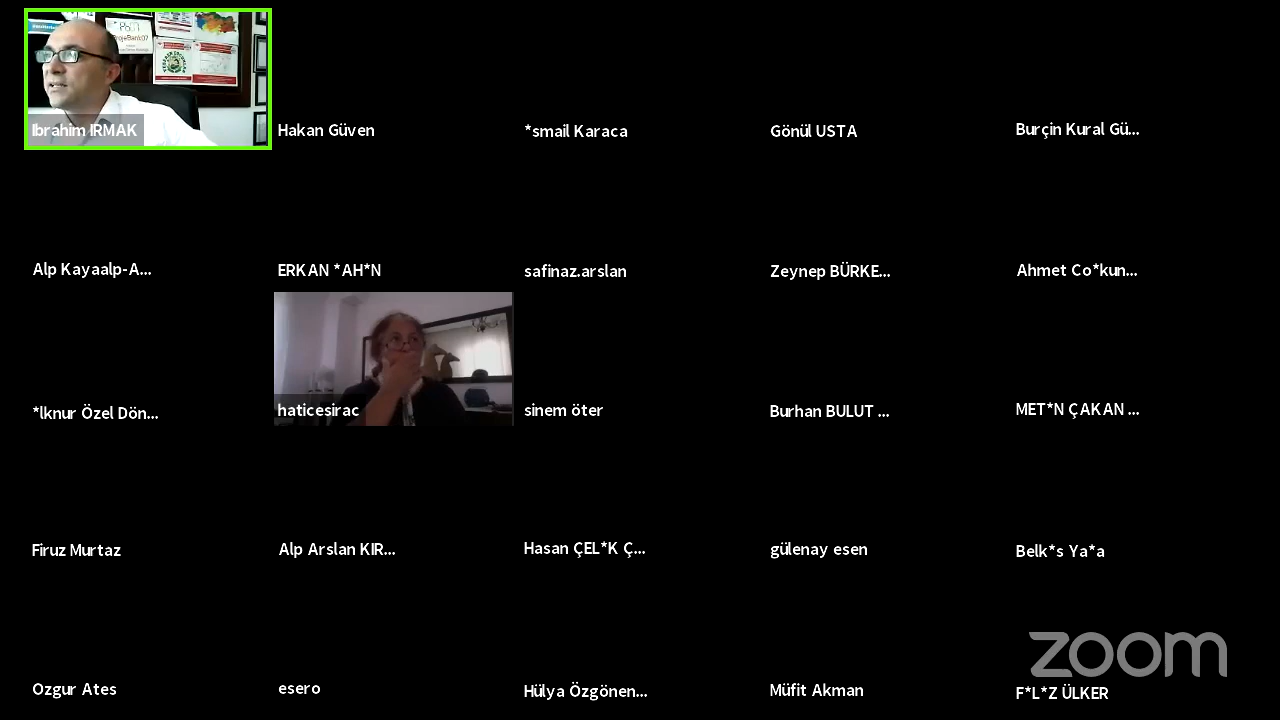 Ibrahim IRMAK
Hakan Güven
*smail Karaca
Gönül USTA
Burçin Kural Gü...
Alp Kayaalp-A...
ERKAN *AH*N
safinaz.arslan
Zeynep BÜRKE...
Ahmet Co*kun...
*lknur Özel Dön...
haticesirac
sinem öter
Burhan BULUT ...
MET*N ÇAKAN ...
Firuz Murtaz
Alp Arslan KIR...
Hasan ÇEL*K Ç...
gülenay esen
Belk*s Ya*a
zoom
Ozgur Ates
esero
Hülya Özgönen...
Müfit Akman
F*L*Z ÜLKER